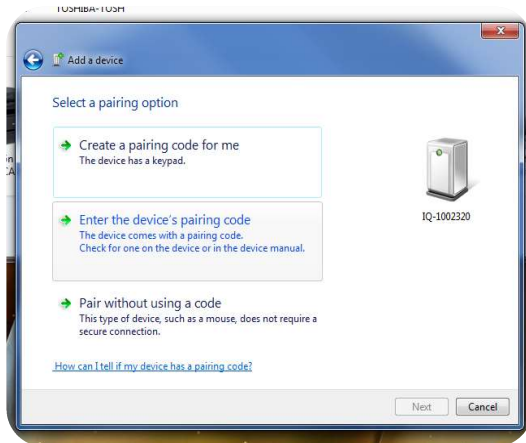 TOSHIBA-TOSH
Add a device
Select a pairing option
Create a pairing code for me
The device has a keypad.
Enter the device's pairing code
The device comes with a pairing code.
Check for one on the device or in the device manual.
IQ-1002320
Pair without using a code
This type of device, such as a mouse, does not require a
secure connection.
How can I tell if my device has a pairing code?
Next
Cancel